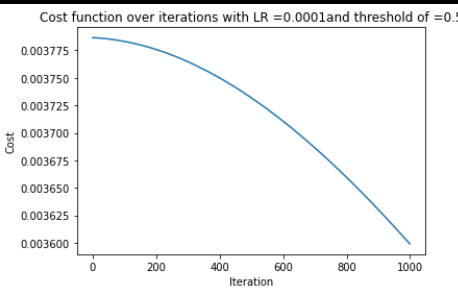 Cost function over iterations with LR =0.0001and threshold of =0.5
0.003775
0.003750
0.003725
0.003700
0.003675
0.003650
0.003625
0.003600
Cost
0 200 400 600 800 1000
Iteration